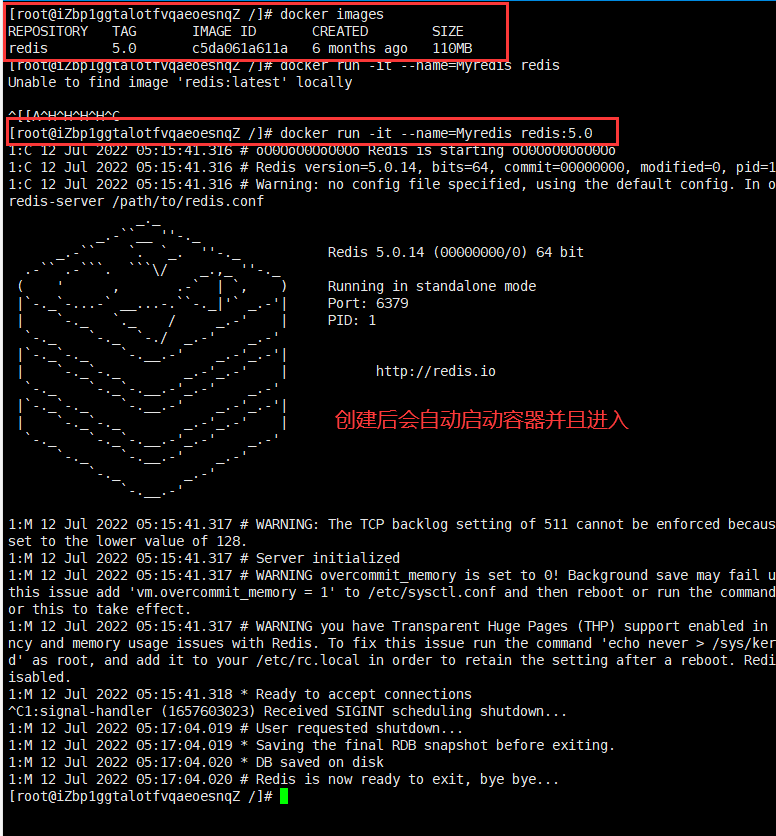 [root@iZbp1ggtalotfvqaeoesnqZ /]# docker images
REPOSITORY   TAG       IMAGE ID       CREATED        SIZE
redis        5.0       c5da061a611a   6 months ago   110MB
[root@iZbp1ggtalotfvqaeoesnqZ /]# docker run -it --name=Myredis redis
Unable to find image 'redis:latest' locally
^[[A^H^H^H^H^C
[root@iZbp1ggtalotfvqaeoesnqZ /]# docker run -it --name=Myredis redis:5.0
1:C 12 Jul 2022 05:15:41.316 # oO0OoO0OoO0Oo Redis is starting oO0OoO0OoO0Oo
1:C 12 Jul 2022 05:15:41.316 # Redis version=5.0.14, bits=64, commit=00000000, modified=0, pid=1
1:C 12 Jul 2022 05:15:41.316 # Warning: no config file specified, using the default config. In o
redis-server /path/to/redis.conf
Redis 5.0.14 (00000000/0) 64 bit
Running in standalone mode
Port: 6379
PID: 1
http://redis.io
创建后会自动启动容器并且进入
1:M 12 Jul 2022 05:15:41.317 # WARNING: The TCP backlog setting of 511 cannot be enforced becaus
set to the lower value of 128.
1:M 12 Jul 2022 05:15:41.317 # Server initialized
1:M 12 Jul 2022 05:15:41.317 # WARNING overcommit_memory is set to 0! Background save may fail u
this issue add 'vm.overcommit_memory = 1' to /etc/sysctl.conf and then reboot or run the command
or this to take effect.
1:M 12 Jul 2022 05:15:41.317 # WARNING you have Transparent Huge Pages (THP) support enabled in
ncy and memory usage issues with Redis. To fix this issue run the command 'echo never > /sys/ker
d' as root, and add it to your /etc/rc.local in order to retain the setting after a reboot. Redi
isabled.
1:M 12 Jul 2022 05:15:41.318 * Ready to accept connections
^C1:signal-handler (1657603023) Received SIGINT scheduling shutdown...
1:M 12 Jul 2022 05:17:04.019 # User requested shutdown...
1:M 12 Jul 2022 05:17:04.019 * Saving the final RDB snapshot before exiting.
1:M 12 Jul 2022 05:17:04.020 * DB saved on disk
1:M 12 Jul 2022 05:17:04.020 # Redis is now ready to exit, bye bye...
[root@iZbp1ggtalotfvqaeoesnqZ /]#